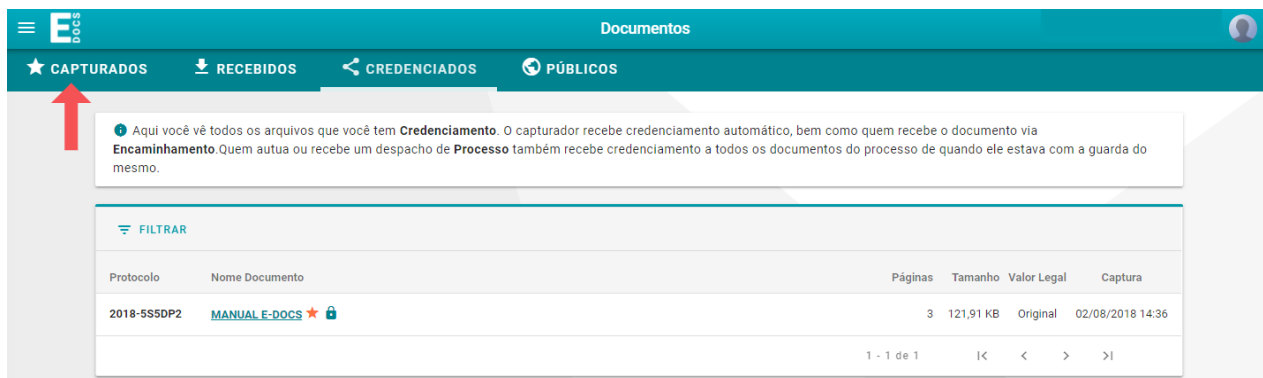 E DOCS
Documentos
CAPTURADOS RECEBIDOS CREDENCIADOS PÚBLICOS
Aqui você vê todos os arquivos que você tem Credenciamento. O capturador recebe credenciamento automático, bem como quem recebe o documento via
Encaminhamento.Quem autua ou recebe um despacho de Processo também recebe credenciamento a todos os documentos do processo de quando ele estava com a guarda do
mesmo.
FILTRAR
Protocolo Nome Documento Páginas Tamanho Valor Legal Captura
2018-5S5DP2 MANUAL E-DOCS 3 121,91 KB Original 02/08/2018 14:36
1 - 1 de 1